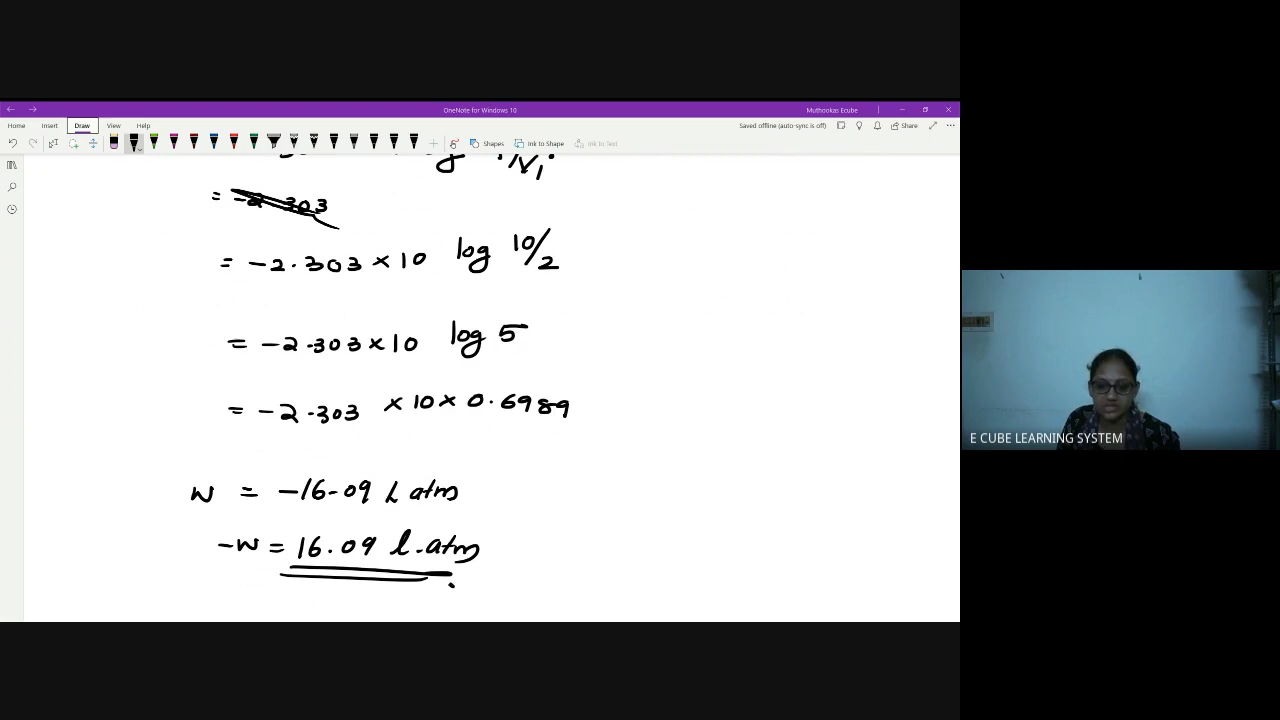 OneNote for Windows 10
Muthookas Ecube
Home Insert Draw View Help
Saved offline (auto-sync is off) Share
Shapes Ink to Shape Ink to Text
= -2 303
= -2.303 × 10 log 10/2
= -2.303 × 10 log 5
= -2.303 × 10 × 0.6989
E CUBE LEARNING SYSTEM
W = -16.09 L atm
-W = 16.09 l.atm